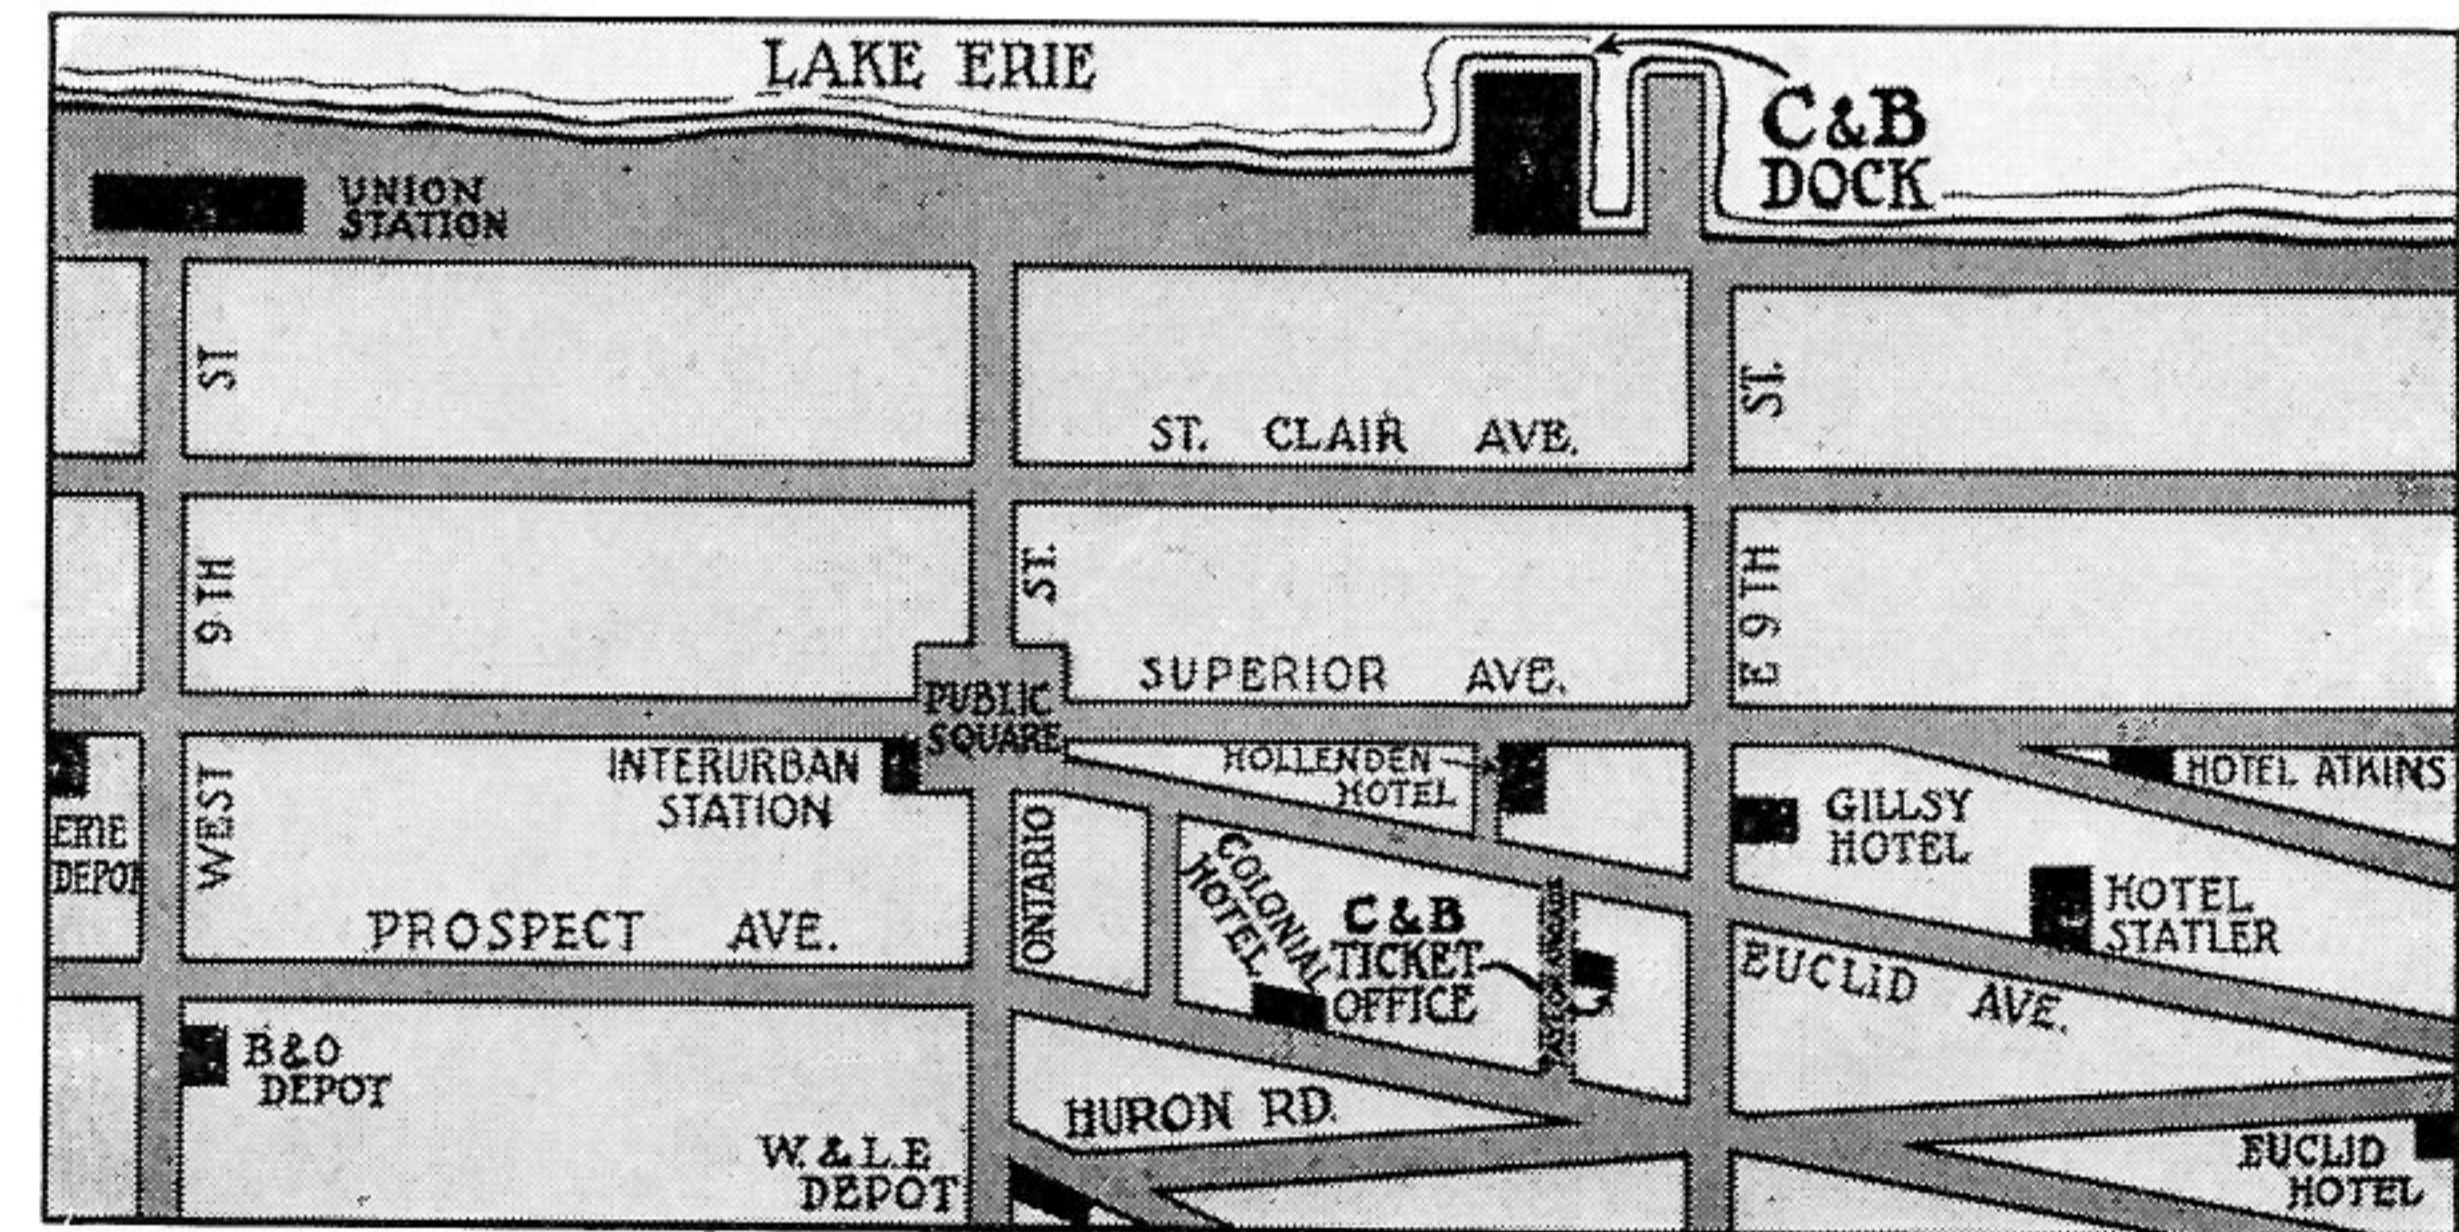 LAKE ERIE
C&B
DOCK
UNION
STATION
ST
ST. CLAIR AVE.
ST.
9TH
ST.
E 9TH
SUPERIOR AVE.
PUBLIC
SQUARE
INTERURBAN
STATION
HOLLENDEN
HOTEL
HOTEL ATKINS
ERIE
DEPOT
WEST
ONTARIO
GILLSY
HOTEL
COLONIAL
HOTEL
C&B
TICKET
OFFICE
TAYLOR ARCADE
HOTEL
STATLER
PROSPECT AVE.
EUCLID AVE.
B&O
DEPOT
HURON RD.
W. & L.E
DEPOT
EUCLID
HOTEL